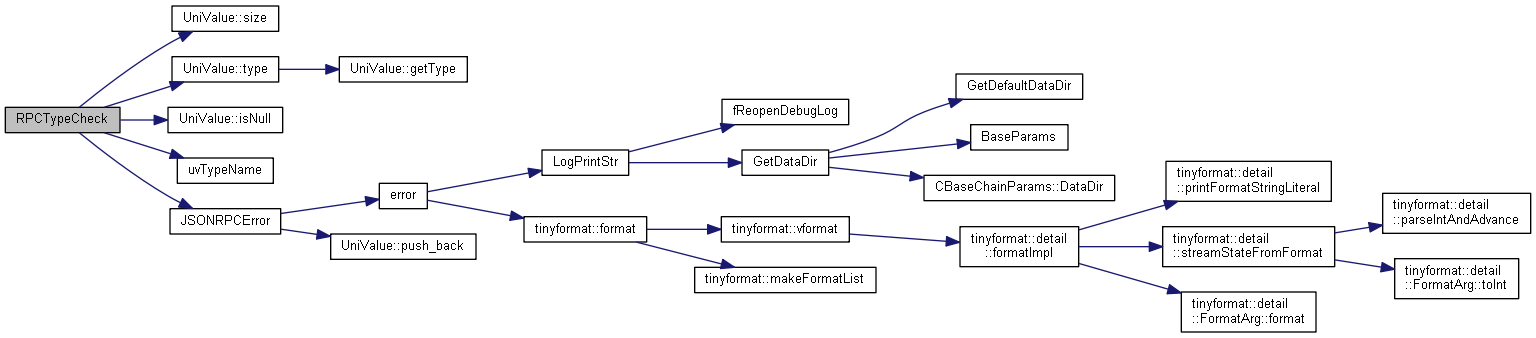 RPCTypeCheck
UniValue::size
UniValue::type
UniValue::getType
UniValue::isNull
uvTypeName
JSONRPCError
error
UniValue::push_back
LogPrintStr
fReopenDebugLog
GetDataDir
GetDefaultDataDir
BaseParams
CBaseChainParams::DataDir
tinyformat::format
tinyformat::vformat
tinyformat::makeFormatList
tinyformat::detail
::formatImpl
tinyformat::detail
::printFormatStringLiteral
tinyformat::detail
::streamStateFromFormat
tinyformat::detail
::FormatArg::format
tinyformat::detail
::parseIntAndAdvance
tinyformat::detail
::FormatArg::toInt